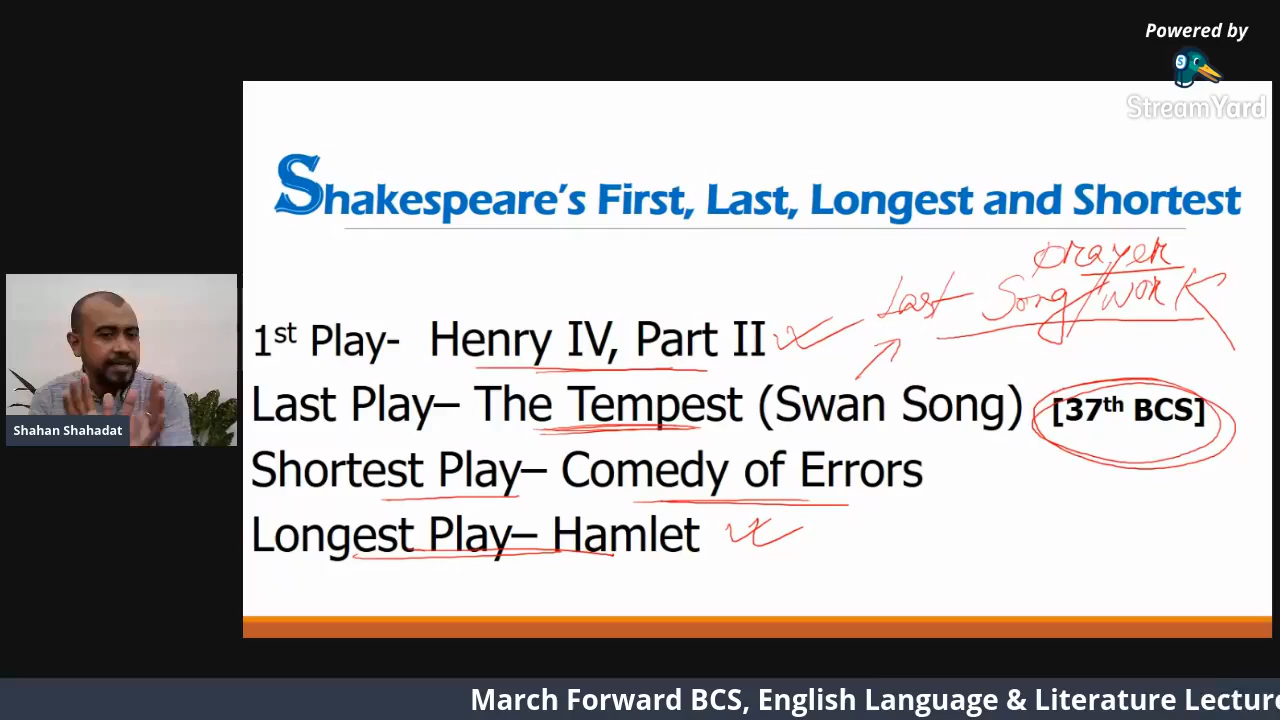 Powered by
StreamYard
Shakespeare's First, Last, Longest and Shortest
prayer
Last Song/work
1st Play- Henry IV, Part II
Last Play– The Tempest (Swan Song) [37th BCS]
Shortest Play– Comedy of Errors
Longest Play– Hamlet
Shahan Shahadat
March Forward BCS, English Language & Literature Lectur